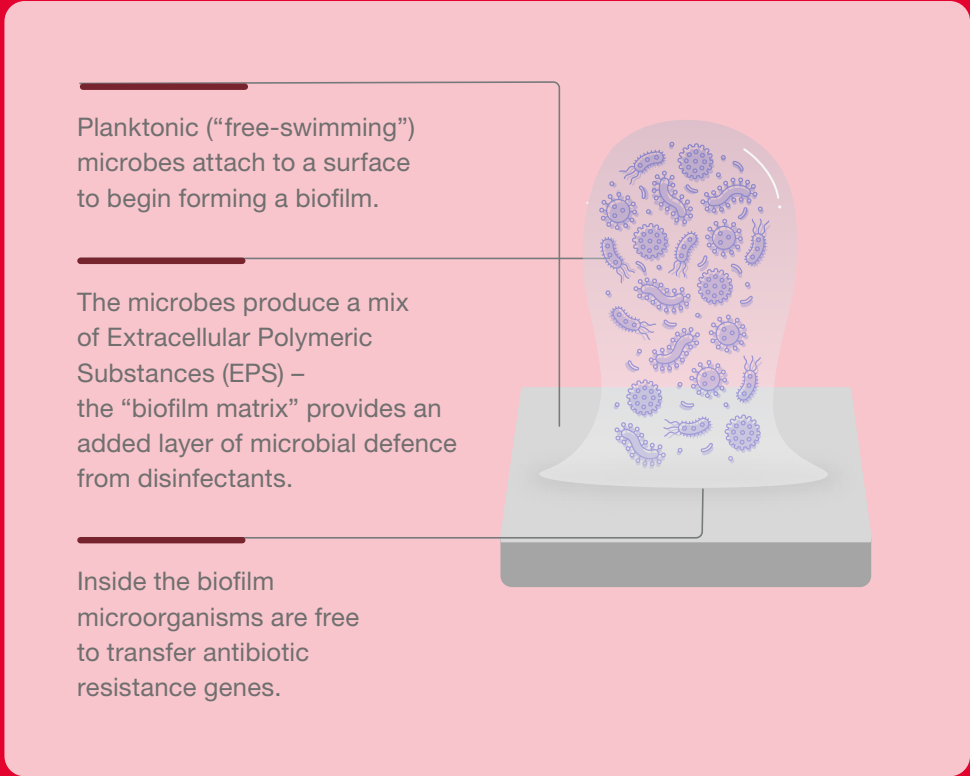 Planktonic (“free-swimming”)
microbes attach to a surface
to begin forming a biofilm.
The microbes produce a mix
of Extracellular Polymeric
Substances (EPS) –
the “biofilm matrix” provides an
added layer of microbial defence
from disinfectants.
Inside the biofilm
microorganisms are free
to transfer antibiotic
resistance genes.